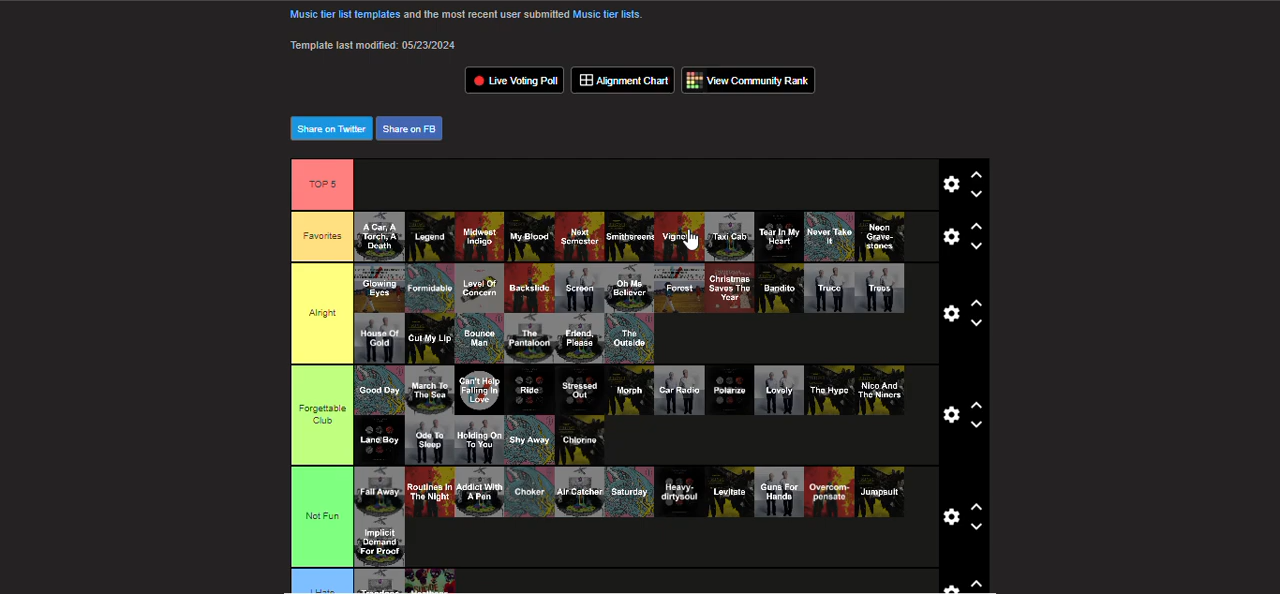 Music tier list templates and the most recent user submitted Music tier lists.
Template last modified: 05/23/2024
Live Voting Poll
Alignment Chart
View Community Rank
Share on Twitter
Share on FB
TOP 5
Favorites
A Car, A
Torch, A
Death
Legend
Midwest
Indigo
My Blood
Next
Semester
Smithereens
Taxi Cab
Tear In My
Heart
Never Take
It
Neon
Grave-
stones
Alright
Glowing
Eyes
Formidable
Level Of
Concern
Backslide
Screen
Oh Ms
Believer
Forest
Christmas
Saves The
Year
Bandito
Truce
Trees
House Of
Gold
Cut My Lip
Bounce
Man
The
Pantaloon
Friend,
Please
The
Outside
Forgettable
Club
Good Day
March To
The Sea
Can't Help
Falling In
Love
Ride
Stressed
Out
Morph
Car Radio
Polarize
Lovely
The Hype
Nico And
The Niners
Lane Boy
Ode To
Sleep
Holding On
To You
Shy Away
Chlorine
Not Fun
Fall Away
Routines In
The Night
Addict With
A Pen
Choker
Air Catcher
Saturday
Heavy-
dirtysoul
Levitate
Guns For
Hands
Overcom-
pensate
Jumpsuit
Implicit
Demand
For Proof
I Hate